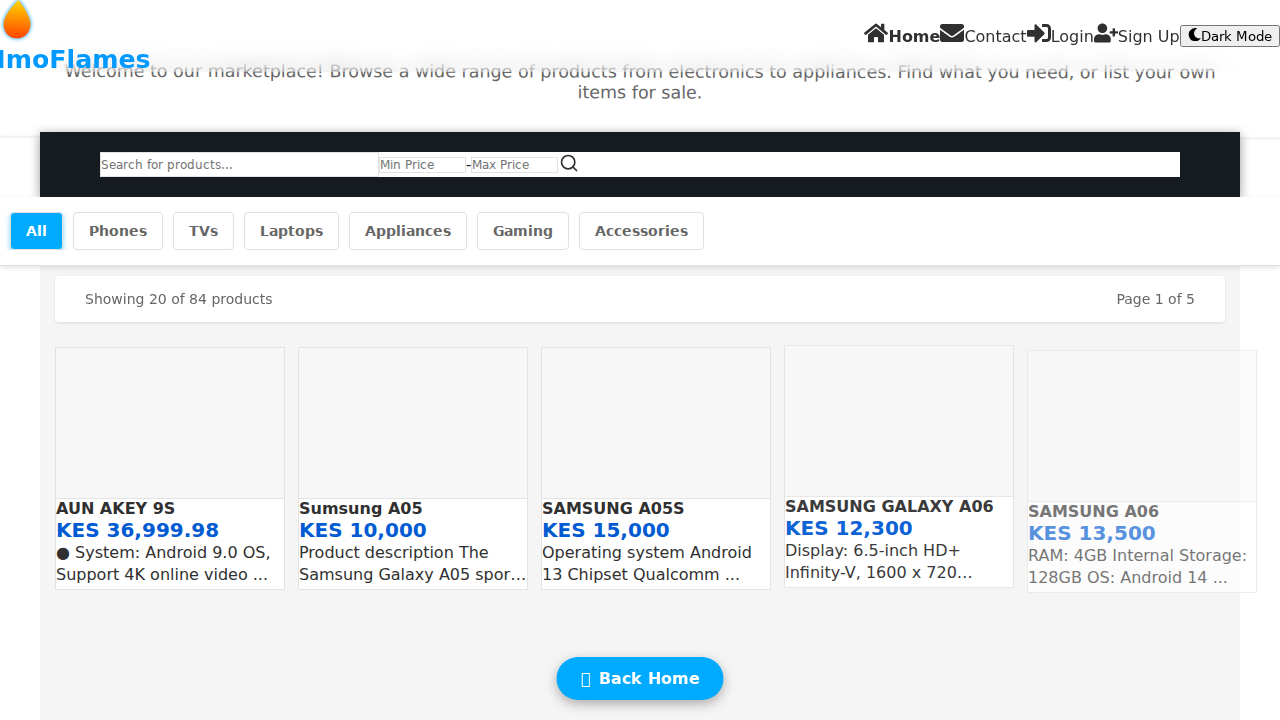 ImoFlames
Home Contact Login Sign Up Dark Mode
Welcome to our marketplace! Browse a wide range of products from electronics to appliances. Find what you need, or list your own
items for sale.
Search for products... Min Price - Max Price
All Phones TVs Laptops Appliances Gaming Accessories
Showing 20 of 84 products Page 1 of 5
AUN AKEY 9S
KES 36,999.98
● System: Android 9.0 OS,
Support 4K online video ...
Sumsung A05
KES 10,000
Product description The
Samsung Galaxy A05 spor...
SAMSUNG A05S
KES 15,000
Operating system Android
13 Chipset Qualcomm ...
SAMSUNG GALAXY A06
KES 12,300
Display: 6.5-inch HD+
Infinity-V, 1600 x 720...
SAMSUNG A06
KES 13,500
RAM: 4GB Internal Storage:
128GB OS: Android 14 ...
Back Home